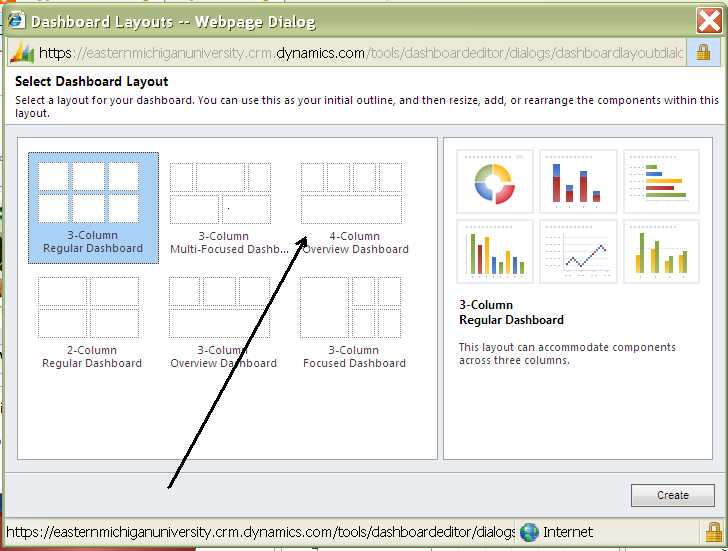 Dashboard Layouts -- Webpage Dialog
https://easternmichiganuniversity.crm.dynamics.com/tools/dashboardeditor/dialogs/dashboardlayoutdialo
Select Dashboard Layout
Select a layout for your dashboard. You can use this as your initial outline, and then resize, add, or rearrange the components within this
layout.
3-Column
Regular Dashboard
3-Column
Multi-Focused Dashb...
4-Column
Overview Dashboard
2-Column
Regular Dashboard
3-Column
Overview Dashboard
3-Column
Focused Dashboard
3-Column
Regular Dashboard
This layout can accommodate components
across three columns.
Create
https://easternmichiganuniversity.crm.dynamics.com/tools/dashboardeditor/dialogs
Internet